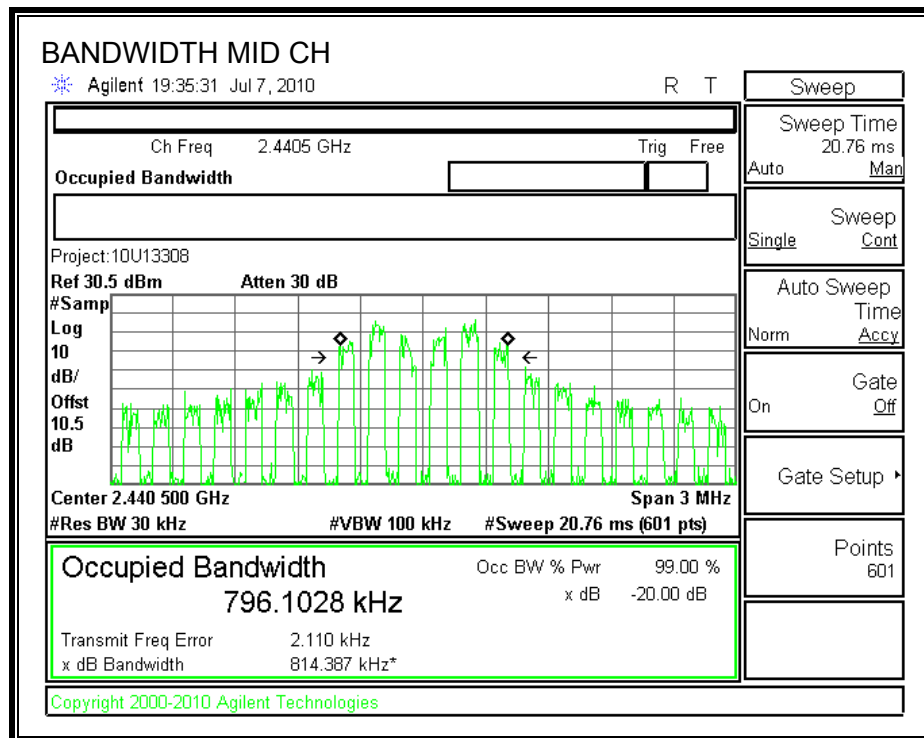 BANDWIDTH MID CH
Agilent 19:35:31 Jul 7, 2010 R T
Ch Freq 2.4405 GHz Trig Free
Occupied Bandwidth
Project:10U13308
Ref 30.5 dBm Atten 30 dB
#Samp
Log
10
dB/
Offst
10.5
dB
Center 2.440 500 GHz Span 3 MHz
#Res BW 30 kHz #VBW 100 kHz #Sweep 20.76 ms (601 pts)
Occupied Bandwidth Occ BW % Pwr 99.00 %
796.1028 kHz x dB -20.00 dB
Transmit Freq Error 2.110 kHz
x dB Bandwidth 814.387 kHz*
Copyright 2000-2010 Agilent Technologies
Sweep
Sweep Time
20.76 ms
Auto Man
Sweep
Single Cont
Auto Sweep
Time
Norm Accy
Gate
On Off
Gate Setup
Points
601